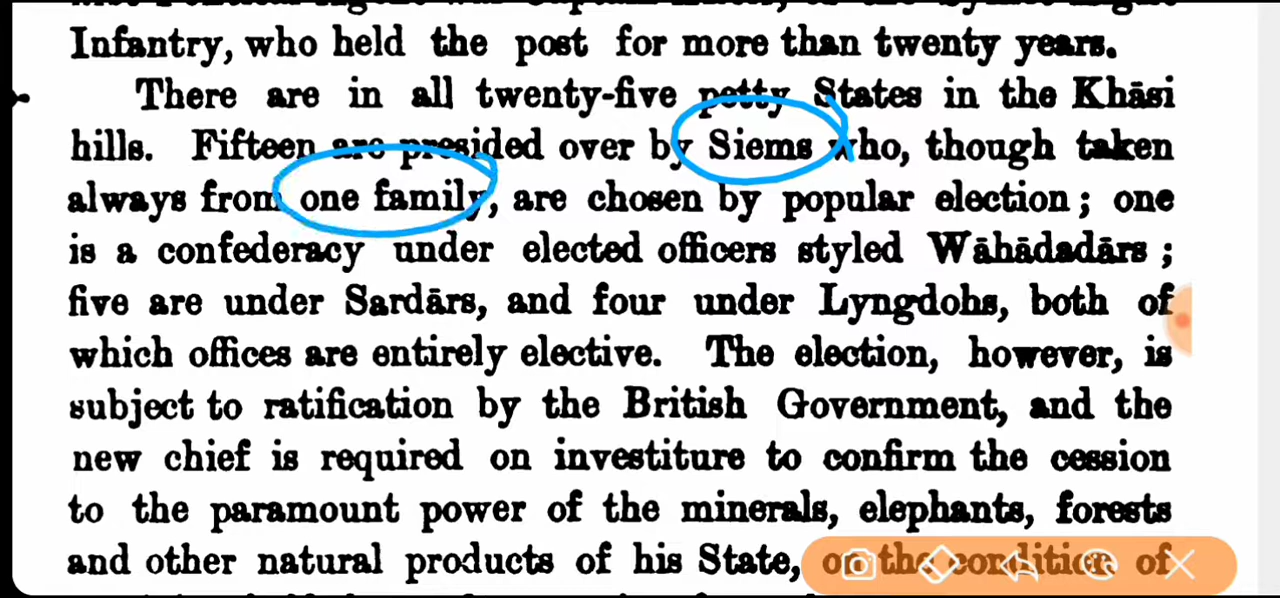 Infantry, who held the post for more than twenty years.
There are in all twenty-five petty States in the Khāsi
hills. Fifteen are presided over by Siems who, though taken
always from one family, are chosen by popular election; one
is a confederacy under elected officers styled Wāhādadārs;
five are under Sardārs, and four under Lyngdohs, both of
which offices are entirely elective. The election, however, is
subject to ratification by the British Government, and the
new chief is required on investiture to confirm the cession
to the paramount power of the minerals, elephants, forests
and other natural products of his State, on the condition of